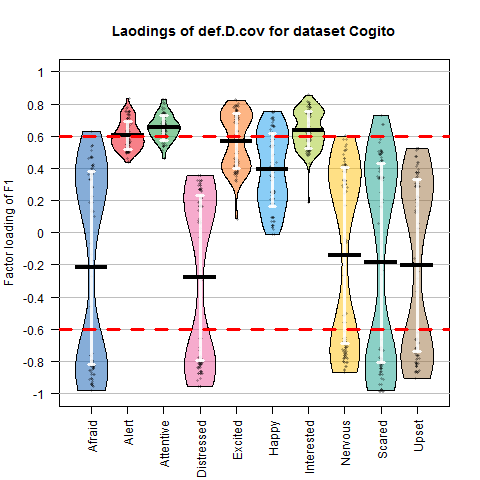 Laodings of def.D.cov for dataset Cogito
Factor loading of F1
1
0.8
0.6
0.4
0.2
0
-0.2
-0.4
-0.6
-0.8
-1
Afraid
Alert
Attentive
Distressed
Excited
Happy
Interested
Nervous
Scared
Upset